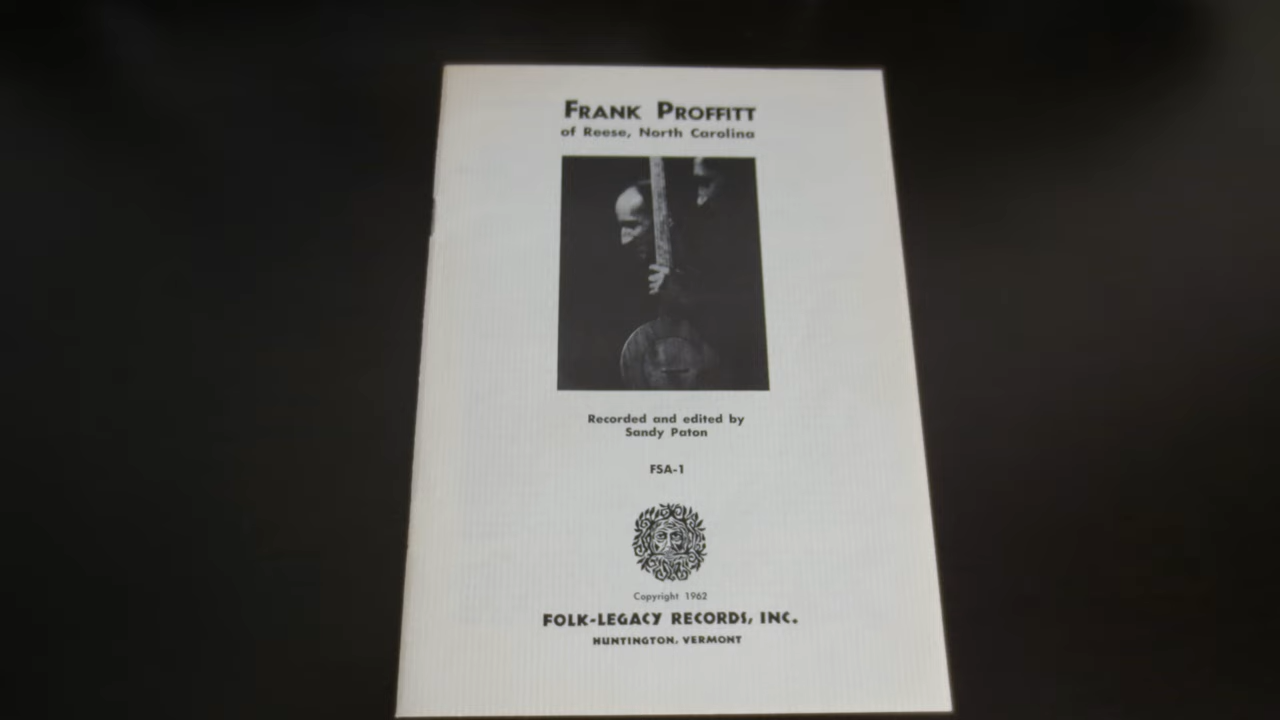 FRANK PROFFITT
of Reese, North Carolina
Recorded and edited by
Sandy Paton
FSA-1
Copyright 1962
FOLK-LEGACY RECORDS, INC.
HUNTINGTON, VERMONT